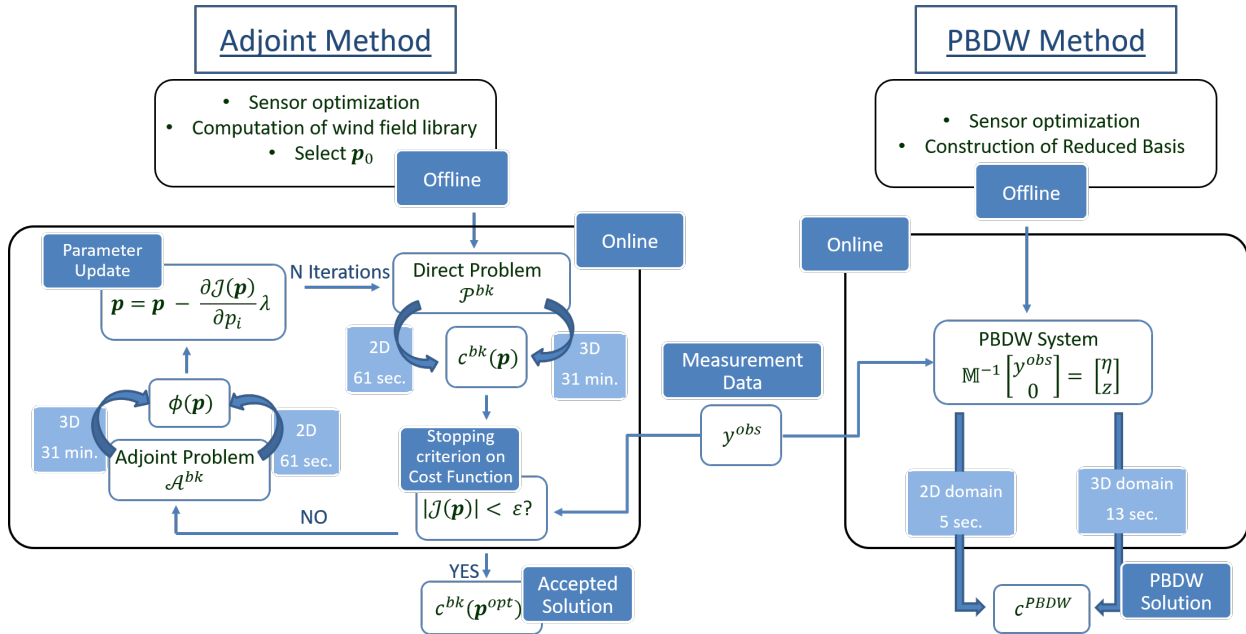 Adjoint Method
• Sensor optimization
• Computation of wind field library
• Select p₀
Offline
Online
Parameter
Update
p = p − ∂𝒥(p)/∂pᵢ λ
N Iterations
Direct Problem
𝒫ᵇᵏ
2D
61 sec.
cᵇᵏ(p)
3D
31 min.
ϕ(p)
3D
31 min.
2D
61 sec.
Adjoint Problem
𝒜ᵇᵏ
Stopping
criterion on
Cost Function
|𝒥(p)| < ε?
NO
YES
cᵇᵏ(pᵒᵖᵗ)
Accepted
Solution
Measurement
Data
yᵒᵇˢ
PBDW Method
• Sensor optimization
• Construction of Reduced Basis
Offline
Online
PBDW System
𝕄⁻¹ [yᵒᵇˢ 0] = [η z]
2D domain
5 sec.
3D domain
13 sec.
cᴾᴮᴰᵂ
PBDW
Solution